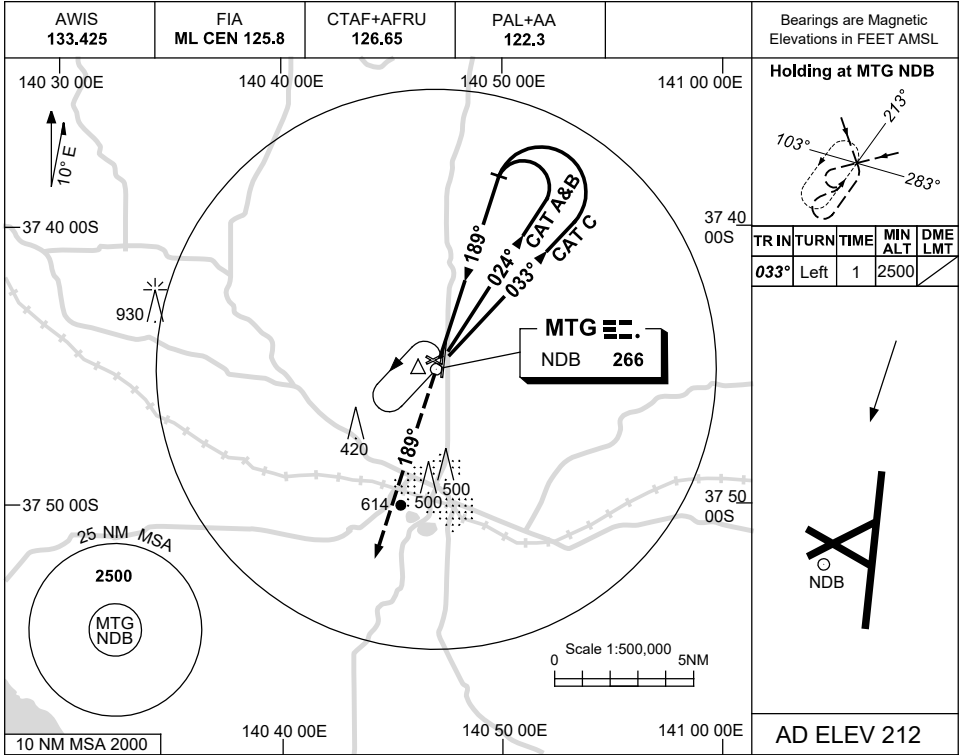 AWIS
133.425
FIA
ML CEN 125.8
CTAF+AFRU
126.65
PAL+AA
122.3
Bearings are Magnetic
Elevations in FEET AMSL
140 30 00E
140 40 00E
140 50 00E
141 00 00E
10° E
37 40 00S
37 40
00S
930
189°
024°
CAT A&B
033°
CAT C
MTG
NDB 266
420
189°
500
500
614
37 50 00S
37 50
00S
25 NM MSA
2500
MTG
NDB
Scale 1:500,000
0
5NM
10 NM MSA 2000
140 40 00E
140 50 00E
141 00 00E
Holding at MTG NDB
213°
103°
283°
TR IN TURN TIME MIN ALT DME LMT
033° Left 1 2500
NDB
AD ELEV 212